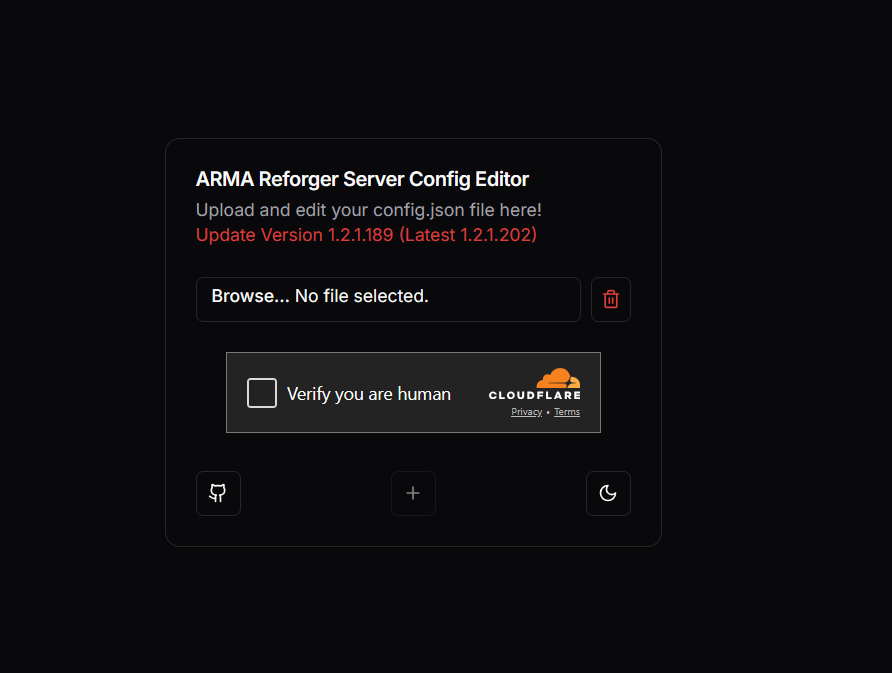 ARMA Reforger Server Config Editor
Upload and edit your config.json file here!
Update Version 1.2.1.189 (Latest 1.2.1.202)
Browse... No file selected.
Verify you are human
CLOUDFLARE
Privacy • Terms